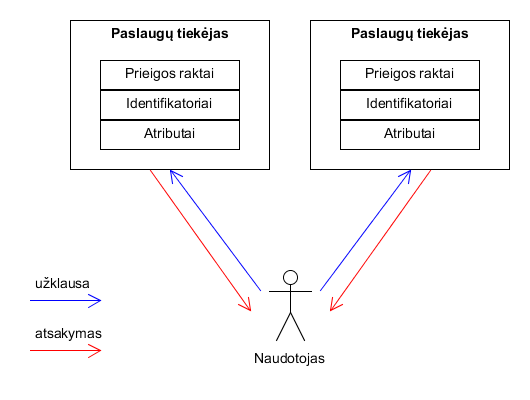 Paslaugų tiekėjas
Prieigos raktai
Identifikatoriai
Atributai
Paslaugų tiekėjas
Prieigos raktai
Identifikatoriai
Atributai
užklausa
atsakymas
Naudotojas